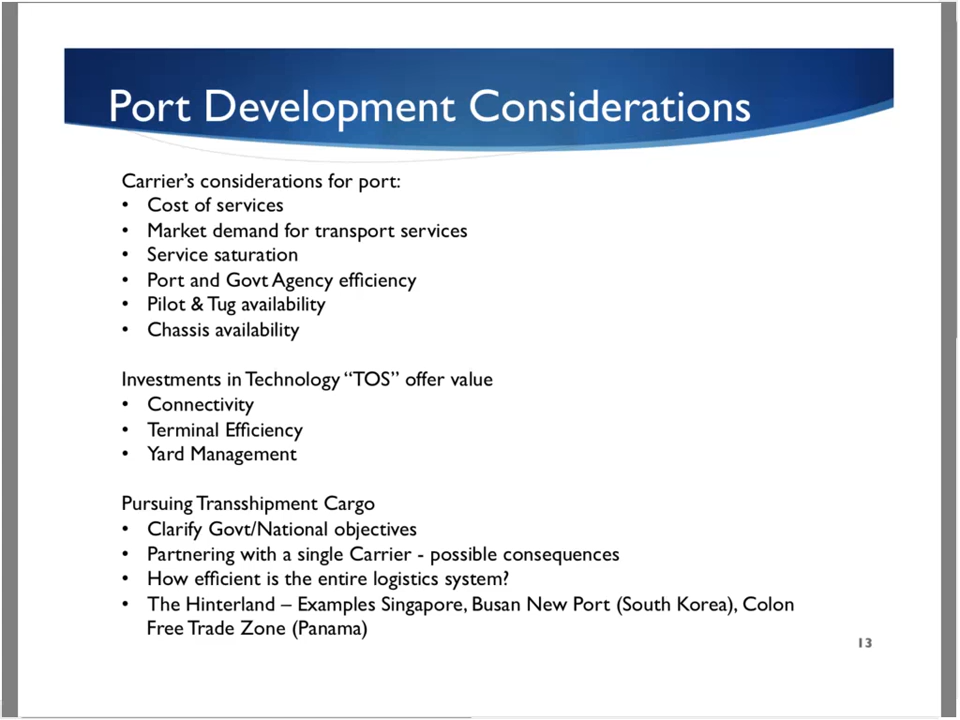 Port Development Considerations
Carrier's considerations for port:
• Cost of services
• Market demand for transport services
• Service saturation
• Port and Govt Agency efficiency
• Pilot & Tug availability
• Chassis availability
Investments in Technology “TOS” offer value
• Connectivity
• Terminal Efficiency
• Yard Management
Pursuing Transshipment Cargo
• Clarify Govt/National objectives
• Partnering with a single Carrier - possible consequences
• How efficient is the entire logistics system?
• The Hinterland – Examples Singapore, Busan New Port (South Korea), Colon
Free Trade Zone (Panama)
13